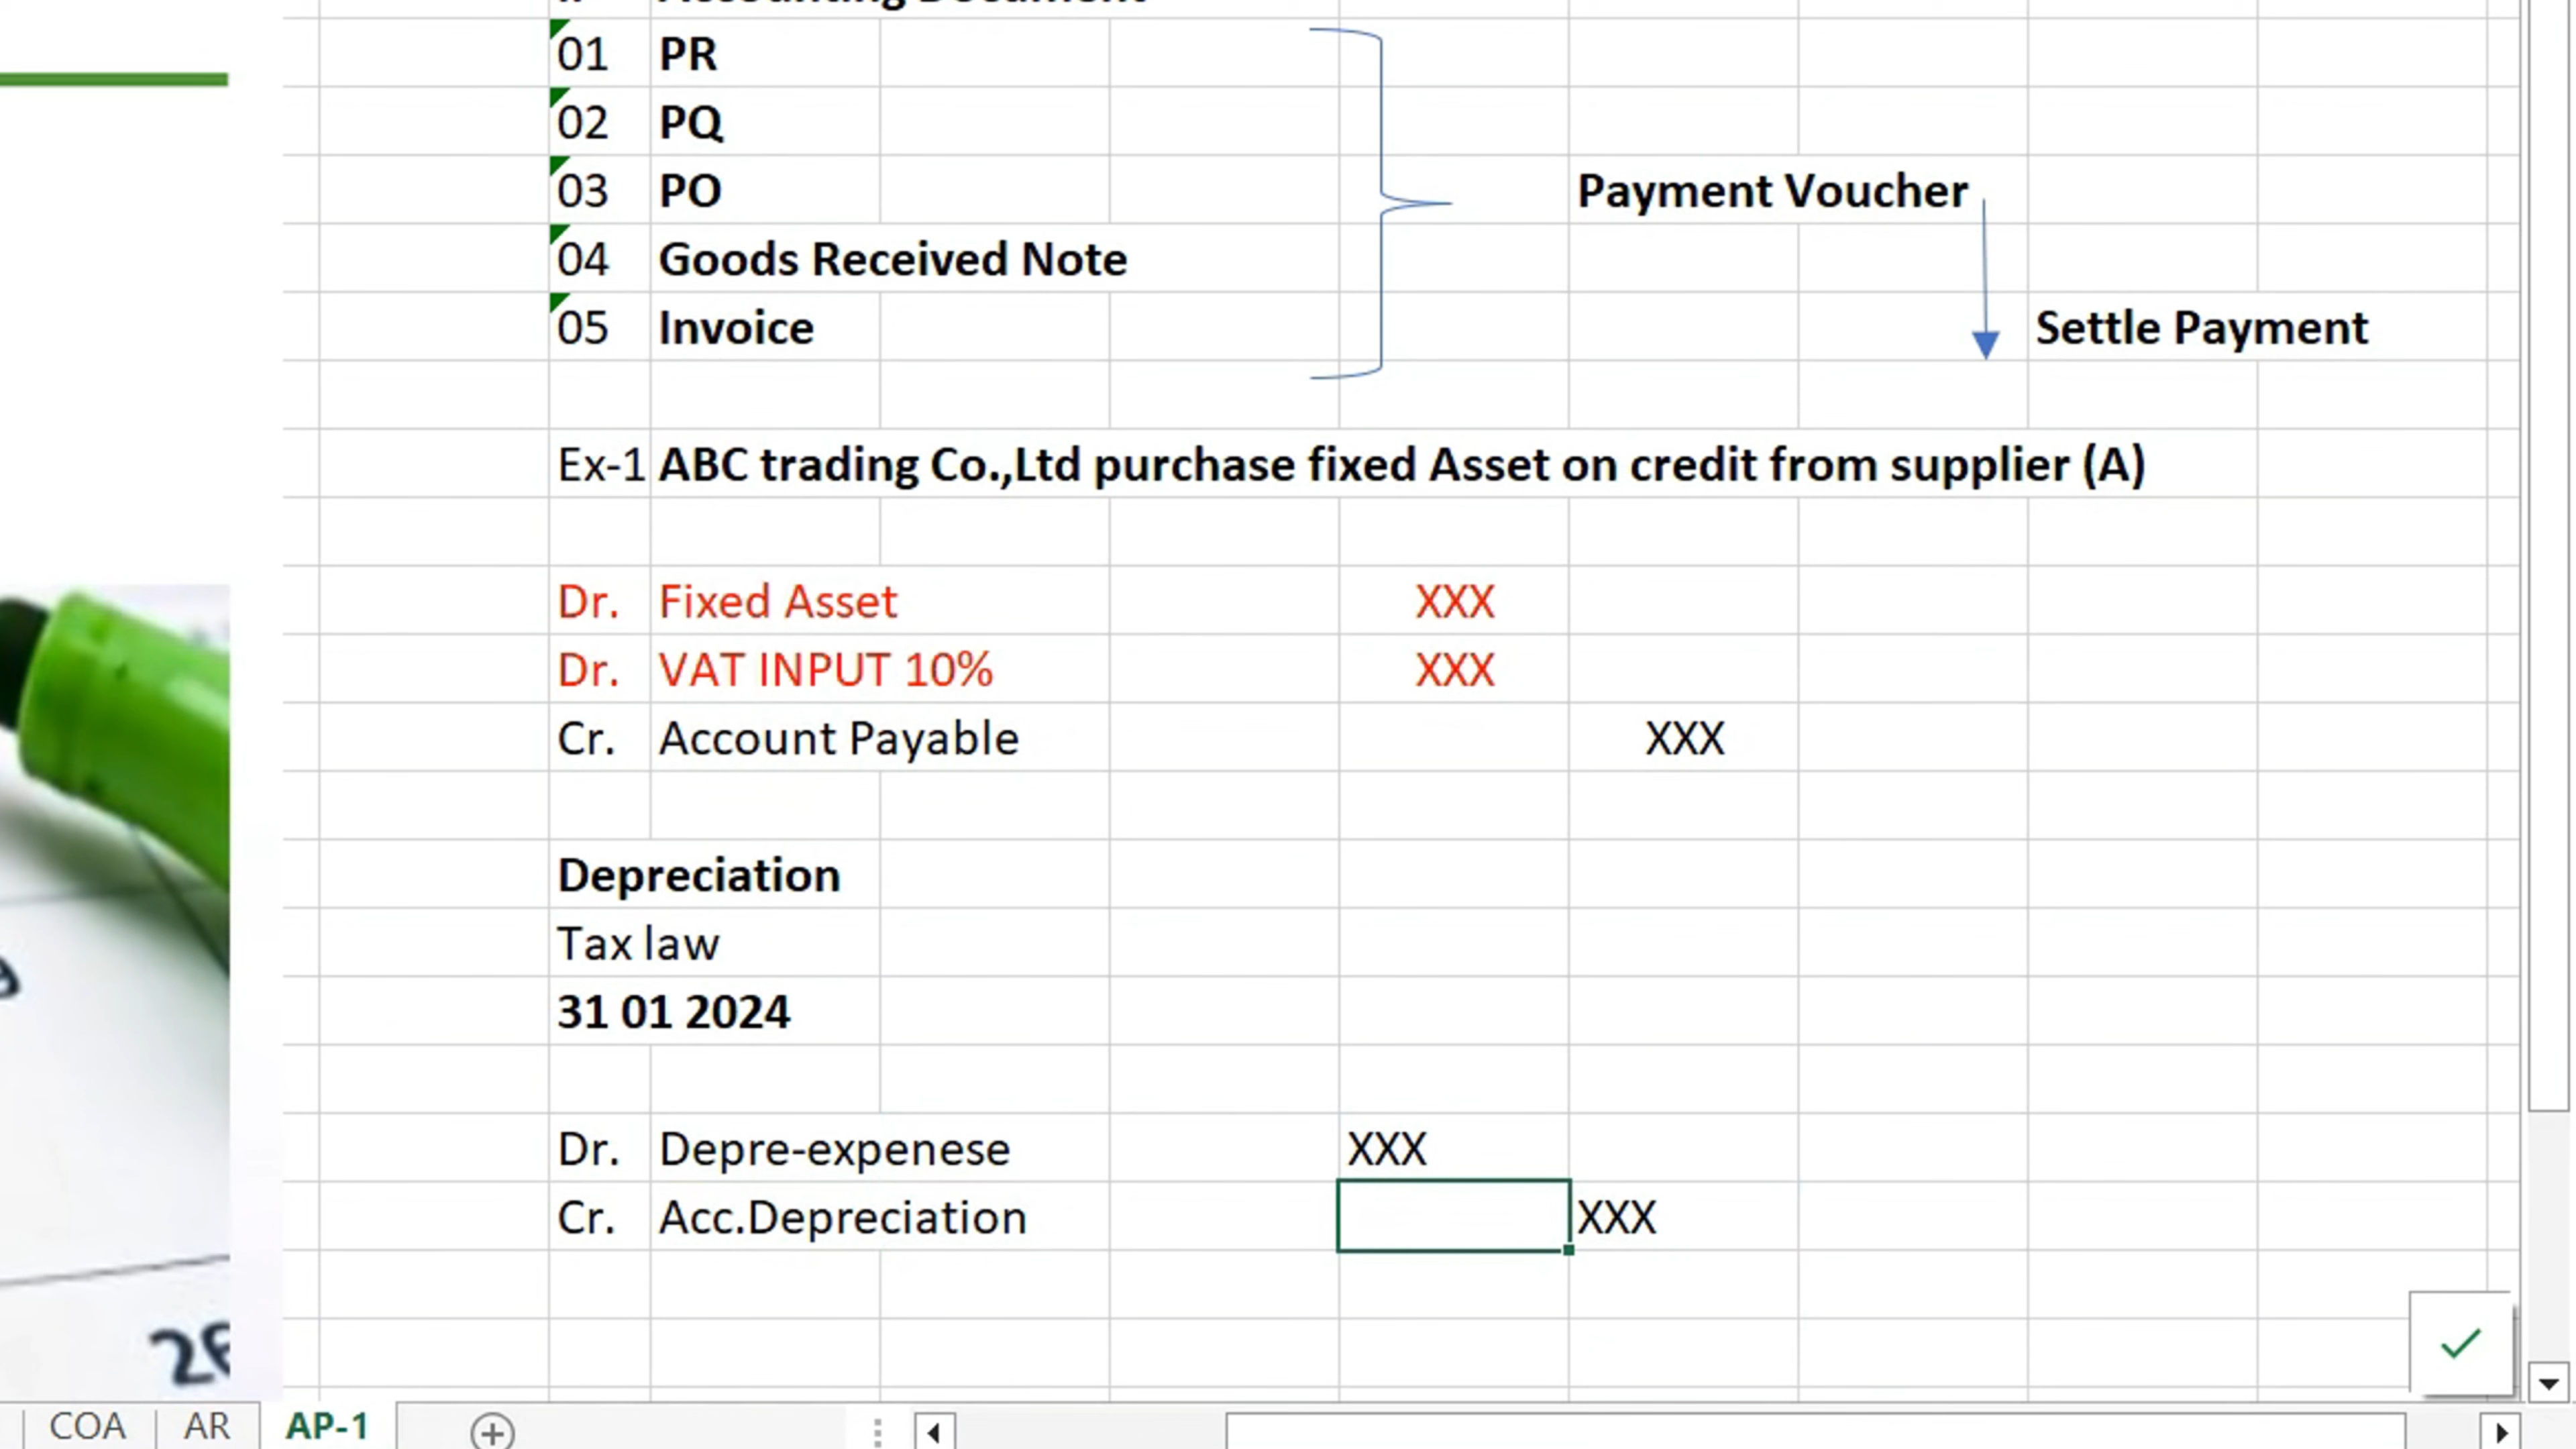 01 PR
02 PQ
03 PO Payment Voucher
04 Goods Received Note
05 Invoice Settle Payment
Ex-1 ABC trading Co.,Ltd purchase fixed Asset on credit from supplier (A)
Dr. Fixed Asset XXX
Dr. VAT INPUT 10% XXX
Cr. Account Payable XXX
Depreciation
Tax law
31 01 2024
Dr. Depre-expenese XXX
Cr. Acc.Depreciation XXX
COA AR AP-1